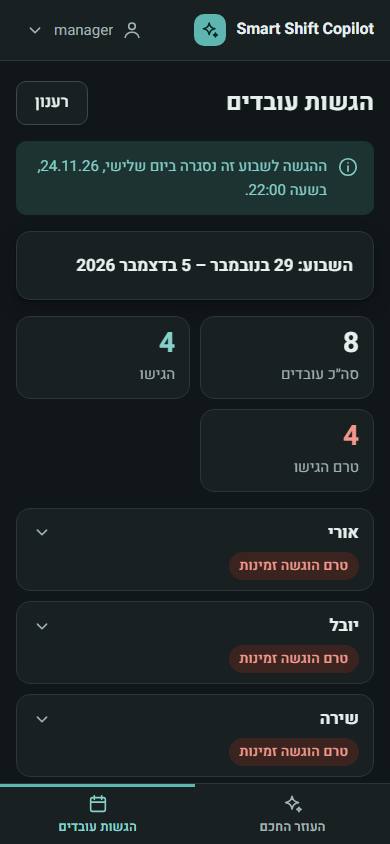 Smart Shift Copilot
manager
הגשות עובדים
רענון
ההגשה לשבוע זה נסגרה ביום שלישי, 24.11.26,
בשעה 22:00.
השבוע: 29 בנובמבר – 5 בדצמבר 2026
8
סה״כ עובדים
4
הגישו
4
טרם הגישו
אורי
טרם הוגשה זמינות
יובל
טרם הוגשה זמינות
שירה
טרם הוגשה זמינות
העוזר החכם
הגשות עובדים